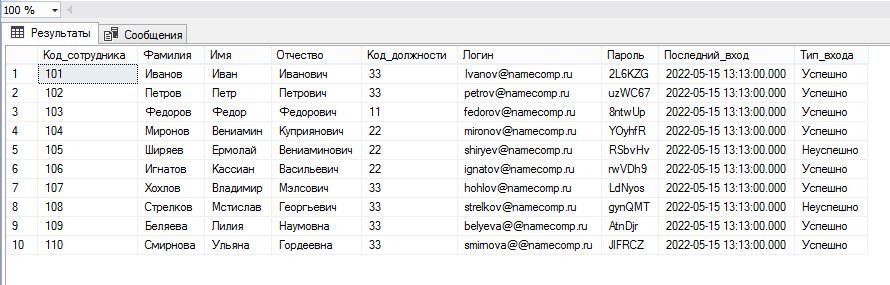 100 %
Результаты Сообщения
Код_сотрудника Фамилия Имя Отчество Код_должности Логин Пароль Последний_вход Тип_входа
1 101 Иванов Иван Иванович 33 Ivanov@namecomp.ru 2L6KZG 2022-05-15 13:13:00.000 Успешно
2 102 Петров Петр Петрович 33 petrov@namecomp.ru uzWC67 2022-05-15 13:13:00.000 Успешно
3 103 Федоров Федор Федорович 11 fedorov@namecomp.ru 8ntwUp 2022-05-15 13:13:00.000 Успешно
4 104 Миронов Вениамин Куприянович 22 mironov@namecomp.ru YOyhfR 2022-05-15 13:13:00.000 Успешно
5 105 Ширяев Ермолай Вениаминович 22 shiryev@namecomp.ru RSbvHv 2022-05-15 13:13:00.000 Неуспешно
6 106 Игнатов Кассиан Васильевич 22 ignatov@namecomp.ru rwVDh9 2022-05-15 13:13:00.000 Успешно
7 107 Хохлов Владимир Мэлсович 33 hohlov@namecomp.ru LdNyos 2022-05-15 13:13:00.000 Успешно
8 108 Стрелков Мстислав Георгьевич 33 strelkov@namecomp.ru gynQMT 2022-05-15 13:13:00.000 Неуспешно
9 109 Беляева Лилия Наумовна 33 belyeva@@namecomp.ru AtnDjr 2022-05-15 13:13:00.000 Успешно
10 110 Смирнова Ульяна Гордеевна 33 smirnova@@namecomp.ru JIFRCZ 2022-05-15 13:13:00.000 Успешно